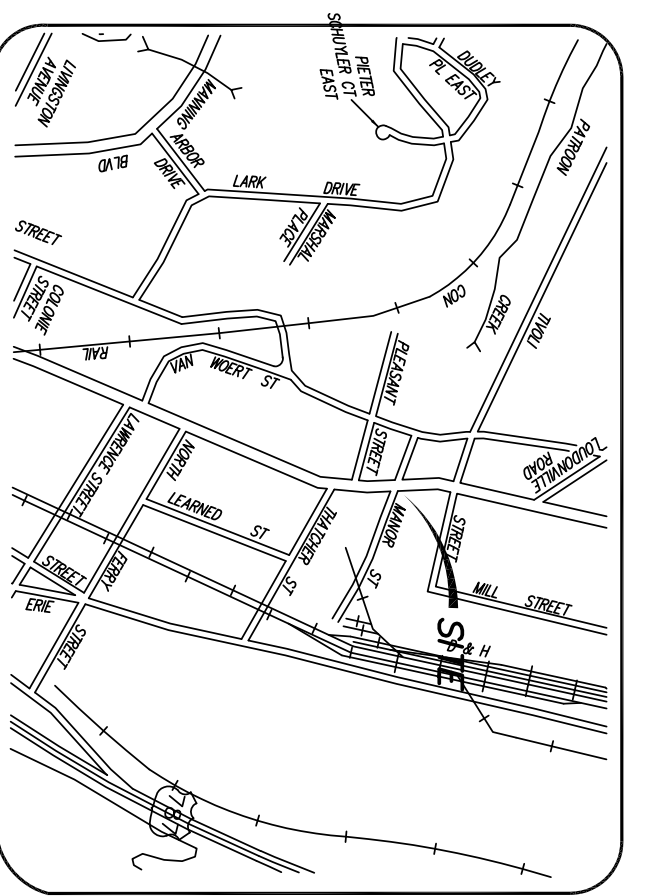 PIETER
SCHUYLER CT
EAST
DUDLEY
PL EAST
LIVINGSTON
AVENUE
MANNING
BLVD
ARBOR
DRIVE
LARK DRIVE
MARSHAL
PLACE
PATROON
CREEK
TIVOLI
STREET
COLONIE
STREET
CON
RAIL
VAN WOERT ST
PLEASANT
STREET
LOUDONVILLE
ROAD
LAWRENCE STREET
NORTH
FERRY
STREET
LEARNED ST
THATCHER
ST
MANOR
ST
STREET
MILL STREET
STREET
ERIE
D & H
SITE
787